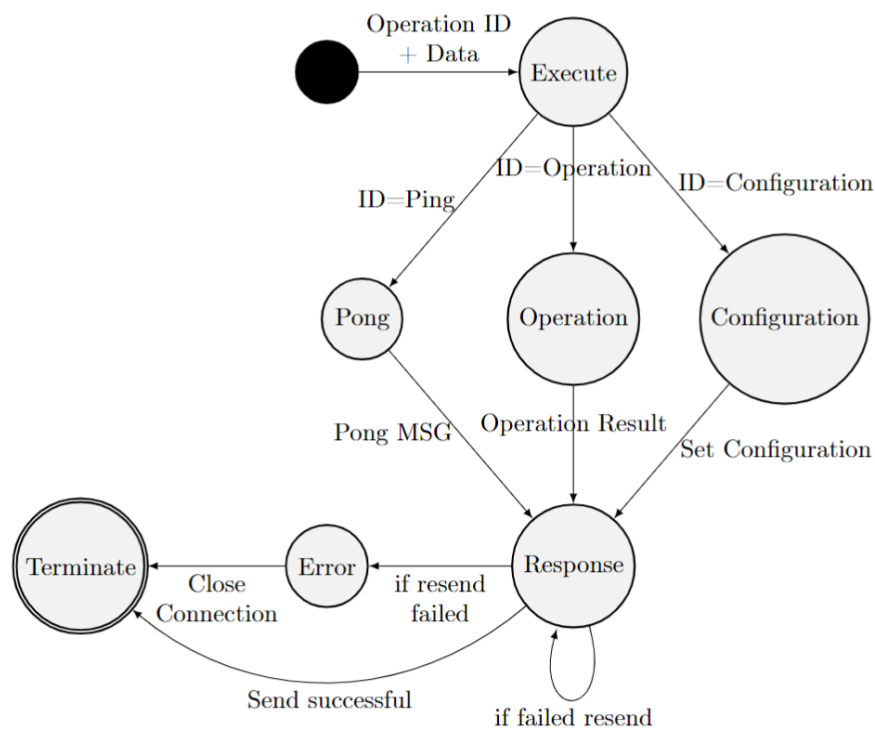 Operation ID
+ Data
Execute
ID=Operation
ID=Configuration
ID=Ping
Pong
Operation
Configuration
Operation Result
Pong MSG
Set Configuration
Terminate
Error
Response
Close
Connection
if resend
failed
Send successful
if failed resend